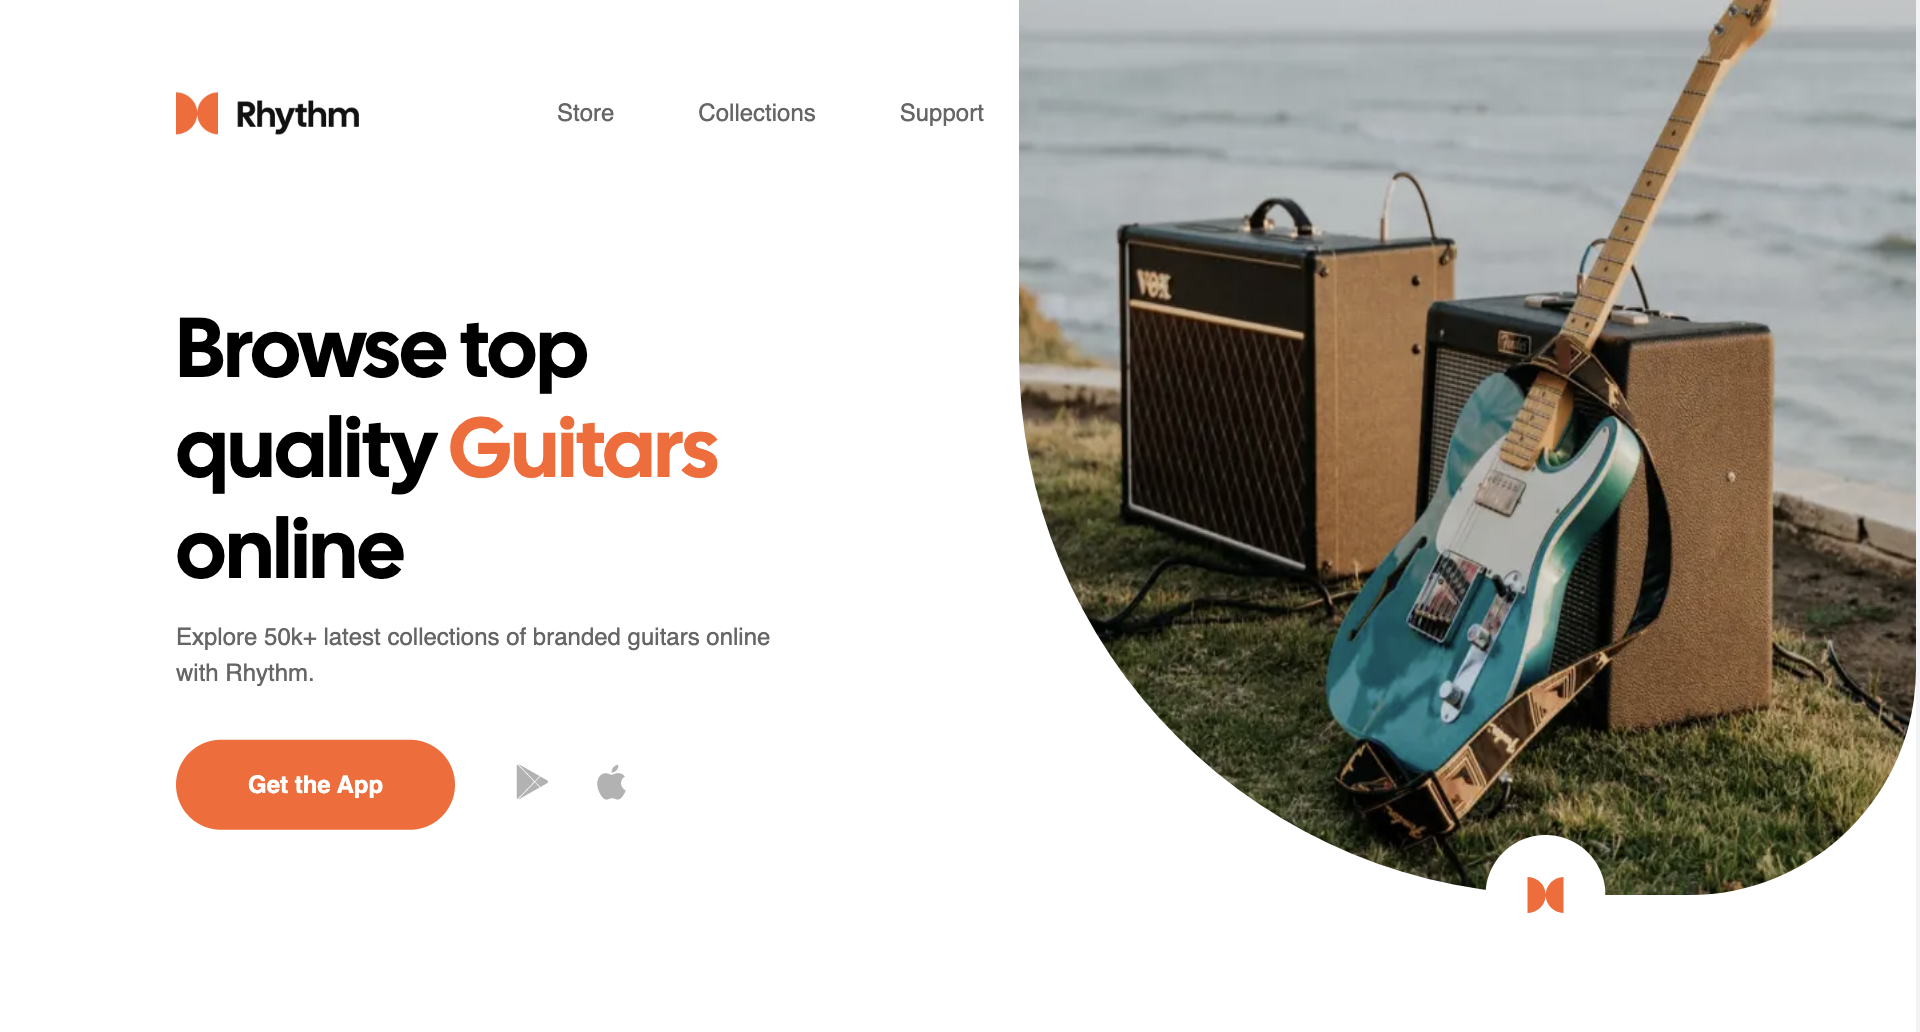 Rhythm
Store
Collections
Support
Browse top
quality Guitars
online
Explore 50k+ latest collections of branded guitars online
with Rhythm.
Get the App
VOX
Fender